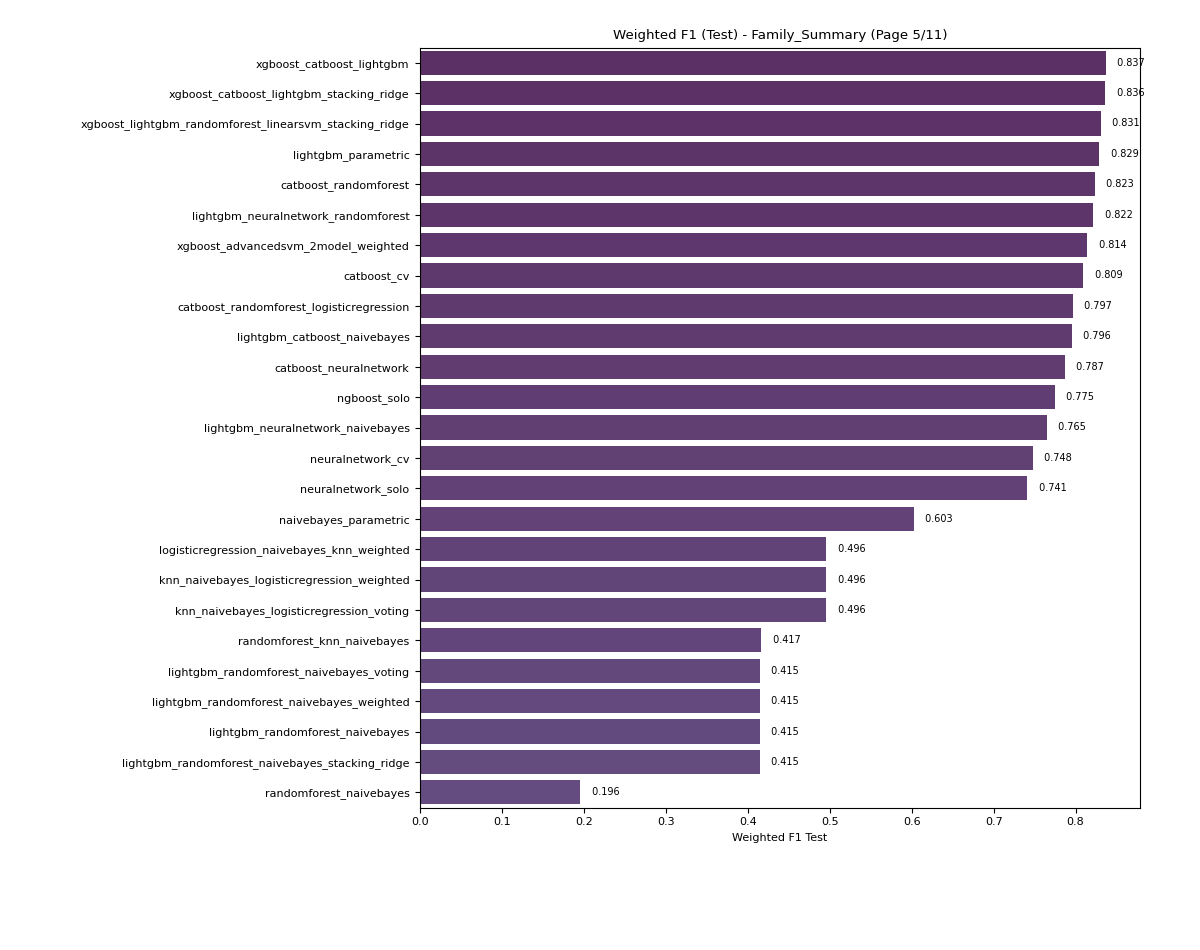 Weighted F1 (Test) - Family_Summary (Page 5/11)
xgboost_catboost_lightgbm 0.837
xgboost_catboost_lightgbm_stacking_ridge 0.836
xgboost_lightgbm_randomforest_linearsvm_stacking_ridge 0.831
lightgbm_parametric 0.829
catboost_randomforest 0.823
lightgbm_neuralnetwork_randomforest 0.822
xgboost_advancedsvm_2model_weighted 0.814
catboost_cv 0.809
catboost_randomforest_logisticregression 0.797
lightgbm_catboost_naivebayes 0.796
catboost_neuralnetwork 0.787
ngboost_solo 0.775
lightgbm_neuralnetwork_naivebayes 0.765
neuralnetwork_cv 0.748
neuralnetwork_solo 0.741
naivebayes_parametric 0.603
logisticregression_naivebayes_knn_weighted 0.496
knn_naivebayes_logisticregression_weighted 0.496
knn_naivebayes_logisticregression_voting 0.496
randomforest_knn_naivebayes 0.417
lightgbm_randomforest_naivebayes_voting 0.415
lightgbm_randomforest_naivebayes_weighted 0.415
lightgbm_randomforest_naivebayes 0.415
lightgbm_randomforest_naivebayes_stacking_ridge 0.415
randomforest_naivebayes 0.196
0.0 0.1 0.2 0.3 0.4 0.5 0.6 0.7 0.8
Weighted F1 Test